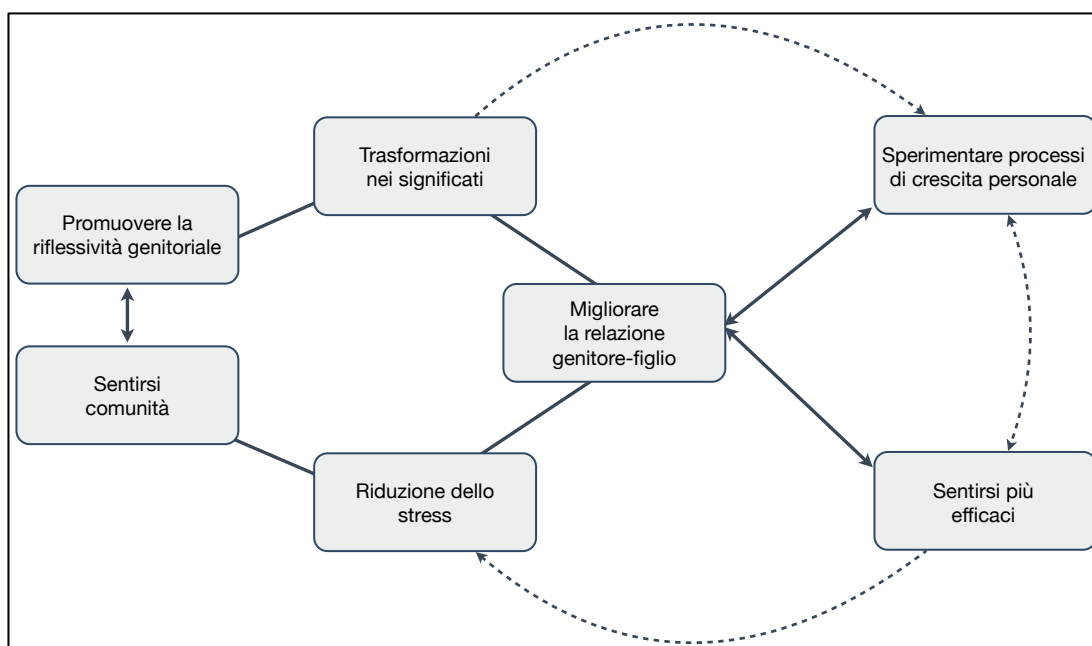 Trasformazioni
nei significati
Sperimentare processi
di crescita personale
Promuovere la
riflessività genitoriale
Migliorare
la relazione
genitore-figlio
Sentirsi
comunità
Riduzione dello
stress
Sentirsi più
efficaci